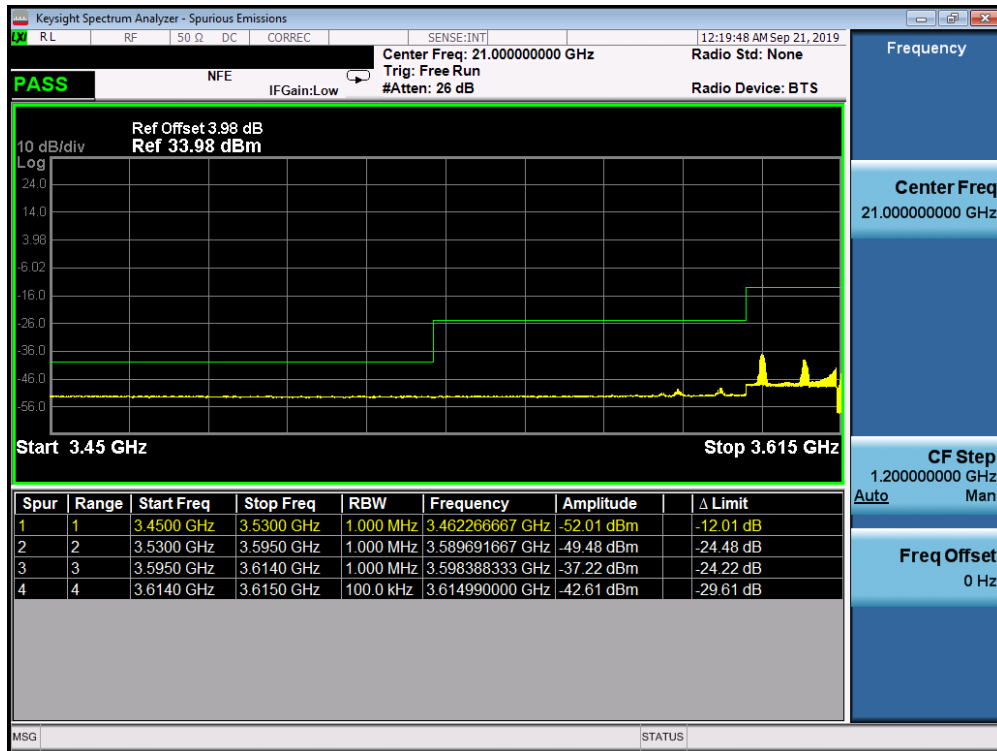 Keysight Spectrum Analyzer - Spurious Emissions
LXI RL RF 50 Ω DC CORREC SENSE:INT 12:19:48 AM Sep 21, 2019
Center Freq: 21.000000000 GHz Radio Std: None
PASS NFE Trig: Free Run
IFGain:Low #Atten: 26 dB Radio Device: BTS
Ref Offset 3.98 dB
10 dB/div Ref 33.98 dBm
Log
24.0
14.0
3.98
-6.02
-16.0
-26.0
-36.0
-46.0
-56.0
Start 3.45 GHz Stop 3.615 GHz
Spur Range Start Freq Stop Freq RBW Frequency Amplitude Δ Limit
1 1 3.4500 GHz 3.5300 GHz 1.000 MHz 3.462266667 GHz -52.01 dBm -12.01 dB
2 2 3.5300 GHz 3.5950 GHz 1.000 MHz 3.589691667 GHz -49.48 dBm -24.48 dB
3 3 3.5950 GHz 3.6140 GHz 1.000 MHz 3.598388333 GHz -37.22 dBm -24.22 dB
4 4 3.6140 GHz 3.6150 GHz 100.0 kHz 3.614990000 GHz -42.61 dBm -29.61 dB
MSG STATUS
Frequency
Center Freq
21.000000000 GHz
CF Step
1.200000000 GHz
Auto Man
Freq Offset
0 Hz